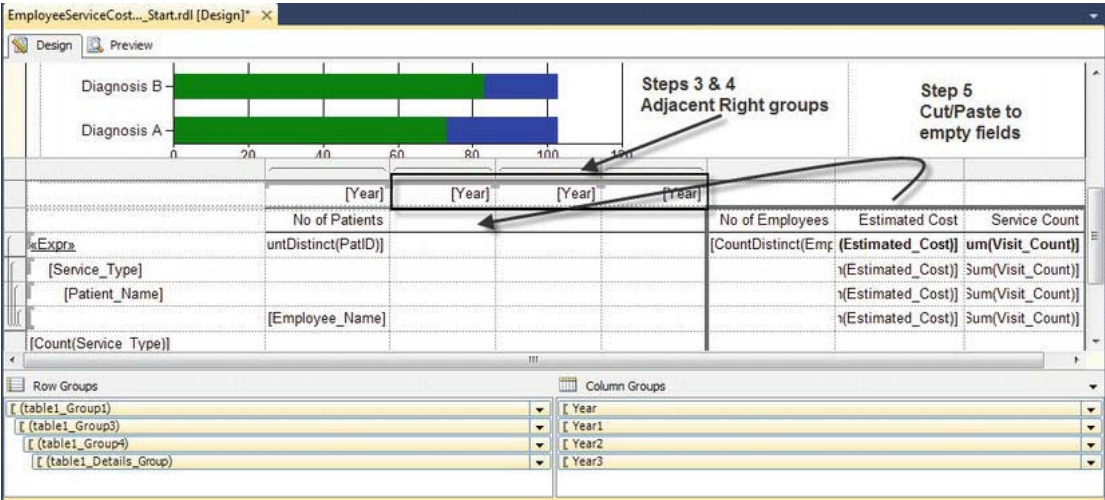 EmployeeServiceCost..._Start.rdl [Design]* ×
Design Preview
Diagnosis B
Diagnosis A
0 20 40 60 80 100 120
Steps 3 & 4
Adjacent Right groups
Step 5
Cut/Paste to
empty fields
[Year] [Year] [Year] [Year]
No of Patients No of Employees Estimated Cost Service Count
«Expr» untDistinct(PatID)] [CountDistinct(Emp (Estimated_Cost)] um(Visit_Count)]
[Service_Type] ı(Estimated_Cost)] Sum(Visit_Count)]
[Patient_Name] ı(Estimated_Cost)] Sum(Visit_Count)]
[Employee_Name] ı(Estimated_Cost)] Sum(Visit_Count)]
[Count(Service_Type)]
Row Groups Column Groups
[ (table1_Group1) [ Year
[ (table1_Group3) [ Year1
[ (table1_Group4) [ Year2
[ (table1_Details_Group) [ Year3